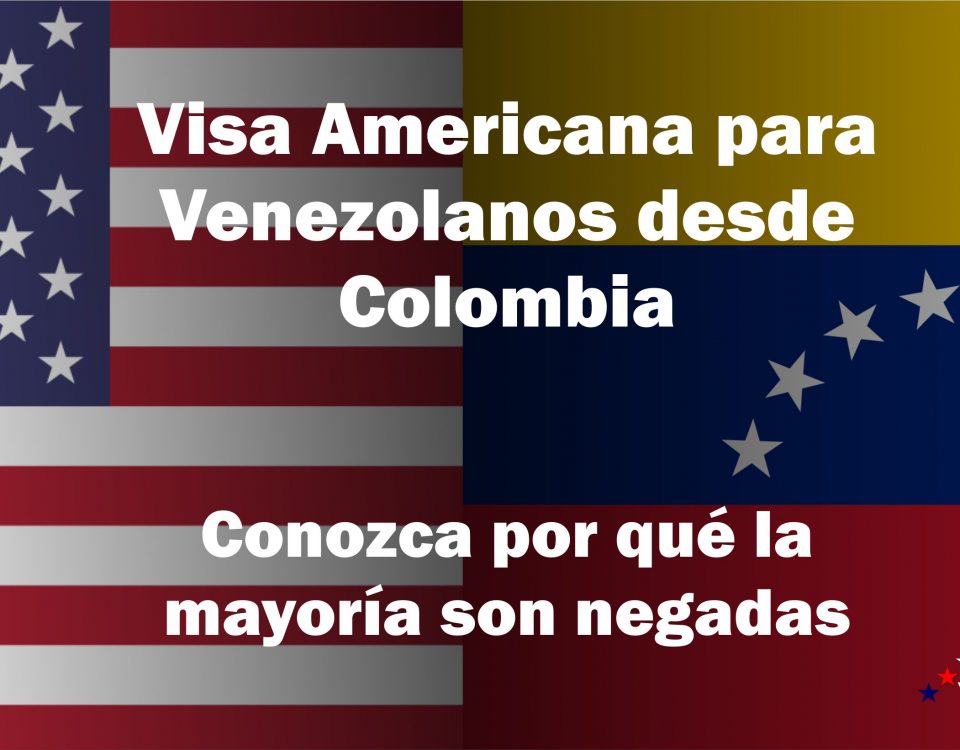 Visa Americana para
Venezolanos desde
Colombia
Conozca por qué la
mayoría son negadas